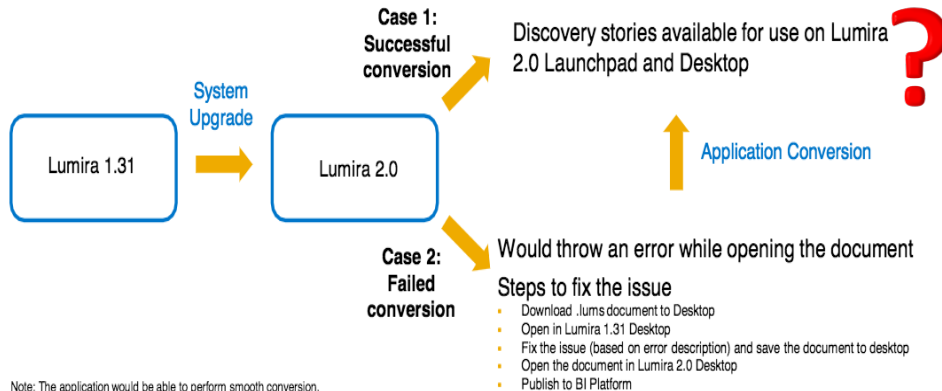 Case 1:
Successful
conversion
Discovery stories available for use on Lumira
2.0 Launchpad and Desktop
?
System
Upgrade
Lumira 1.31
Lumira 2.0
Application Conversion
Case 2:
Failed
conversion
Would throw an error while opening the document
Steps to fix the issue
Download .lums document to Desktop
Open in Lumira 1.31 Desktop
Fix the issue (based on error description) and save the document to desktop
Open the document in Lumira 2.0 Desktop
Publish to BI Platform
Note: The application would be able to perform smooth conversion.